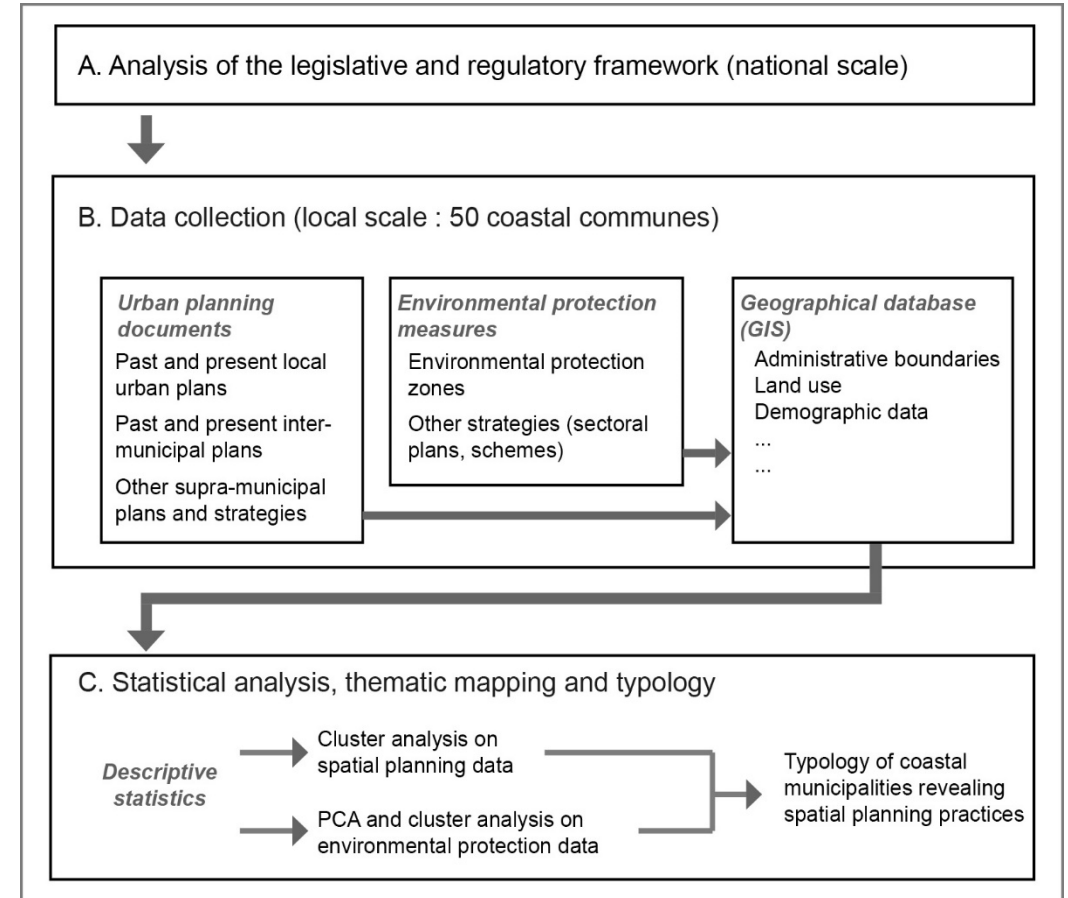 A. Analysis of the legislative and regulatory framework (national scale)
B. Data collection (local scale : 50 coastal communes)
Urban planning
documents
Past and present local
urban plans
Past and present inter-
municipal plans
Other supra-municipal
plans and strategies
Environmental protection
measures
Environmental protection
zones
Other strategies (sectoral
plans, schemes)
Geographical database
(GIS)
Administrative boundaries
Land use
Demographic data
...
...
C. Statistical analysis, thematic mapping and typology
Descriptive
statistics
Cluster analysis on
spatial planning data
PCA and cluster analysis on
environmental protection data
Typology of coastal
municipalities revealing
spatial planning practices